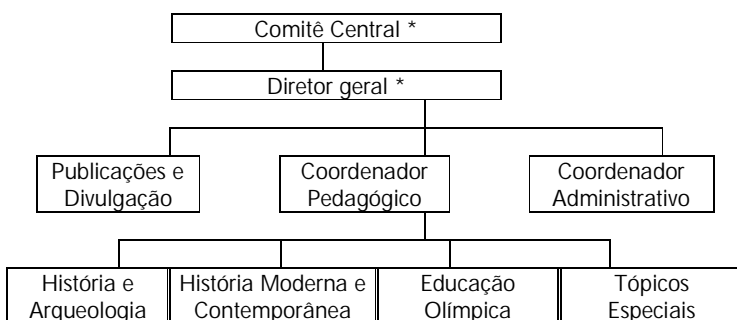 Comitê Central *
Diretor geral *
Publicações e
Divulgação
Coordenador
Pedagógico
Coordenador
Administrativo
História e
Arqueologia
História Moderna e
Contemporânea
Educação
Olímpica
Tópicos
Especiais